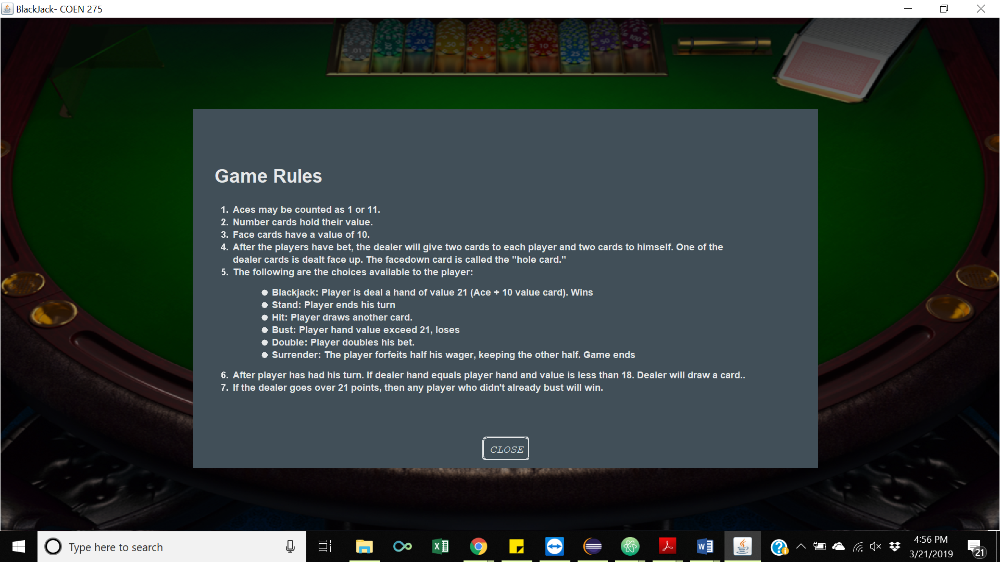 BlackJack- COEN 275
.01
.20
.50
1
5
10
25
50
100
Game Rules
1. Aces may be counted as 1 or 11.
2. Number cards hold their value.
3. Face cards have a value of 10.
4. After the players have bet, the dealer will give two cards to each player and two cards to himself. One of the
dealer cards is dealt face up. The facedown card is called the "hole card."
5. The following are the choices available to the player:
● Blackjack: Player is deal a hand of value 21 (Ace + 10 value card). Wins
● Stand: Player ends his turn
● Hit: Player draws another card.
● Bust: Player hand value exceed 21, loses
● Double: Player doubles his bet.
● Surrender: The player forfeits half his wager, keeping the other half. Game ends
6. After player has had his turn. If dealer hand equals player hand and value is less than 18. Dealer will draw a card..
7. If the dealer goes over 21 points, then any player who didn't already bust will win.
CLOSE
Type here to search
4:56 PM
3/21/2019
21